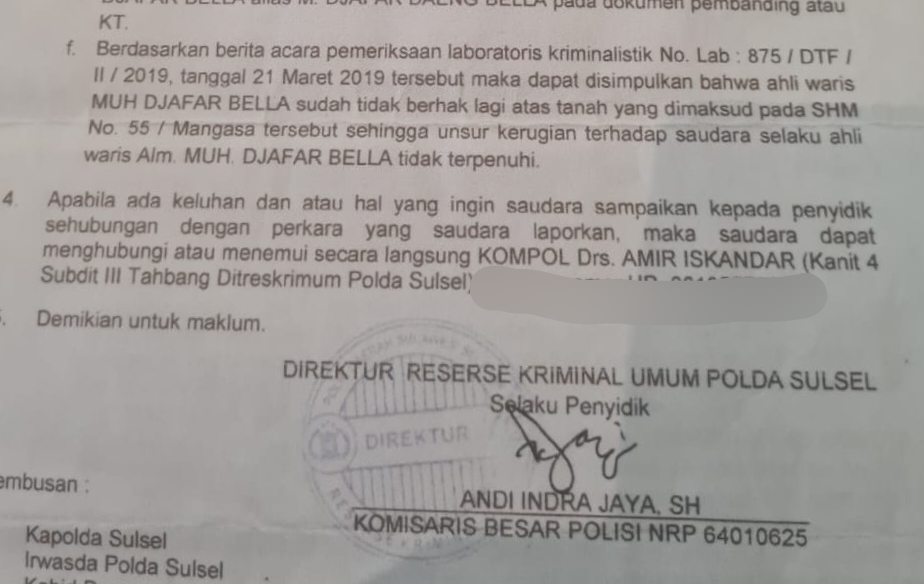 DJAFAR BELLA alias M. DJAFAR DAENG BELLA pada dokumen pembanding atau
KT.
f. Berdasarkan berita acara pemeriksaan laboratoris kriminalistik No. Lab : 875 / DTF /
II / 2019, tanggal 21 Maret 2019 tersebut maka dapat disimpulkan bahwa ahli waris
MUH DJAFAR BELLA sudah tidak berhak lagi atas tanah yang dimaksud pada SHM
No. 55 / Mangasa tersebut sehingga unsur kerugian terhadap saudara selaku ahli
waris Alm. MUH. DJAFAR BELLA tidak terpenuhi.
4. Apabila ada keluhan dan atau hal yang ingin saudara sampaikan kepada penyidik
sehubungan dengan perkara yang saudara laporkan, maka saudara dapat
menghubungi atau menemui secara langsung KOMPOL Drs. AMIR ISKANDAR (Kanit 4
Subdit III Tahbang Ditreskrimum Polda Sulsel)
Demikian untuk maklum.
DIREKTUR RESERSE KRIMINAL UMUM POLDA SULSEL
Selaku Penyidik
DIREKTUR
ANDI INDRA JAYA, SH
KOMISARIS BESAR POLISI NRP 64010625
embusan :
Kapolda Sulsel
Irwasda Polda Sulsel